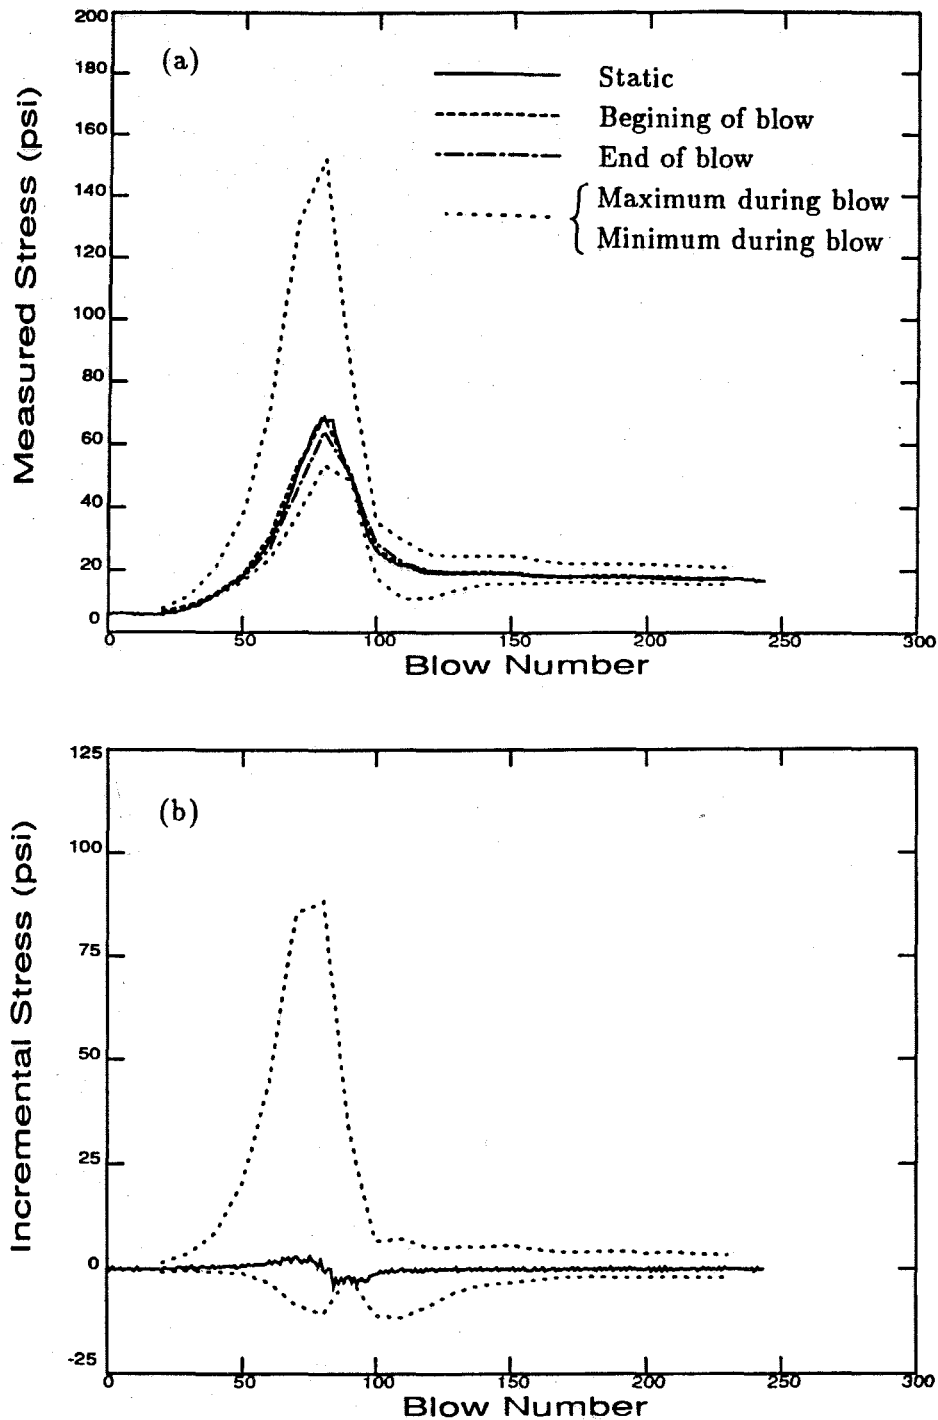 200
(a)
180
Static
160
Begining of blow
140
End of blow
120
Maximum during blow
Minimum during blow
100
80
60
40
20
0
Measured Stress (psi)
0 50 100 150 200 250 300
Blow Number
125
(b)
100
75
50
25
0
-25
Incremental Stress (psi)
0 50 100 150 200 250 300
Blow Number